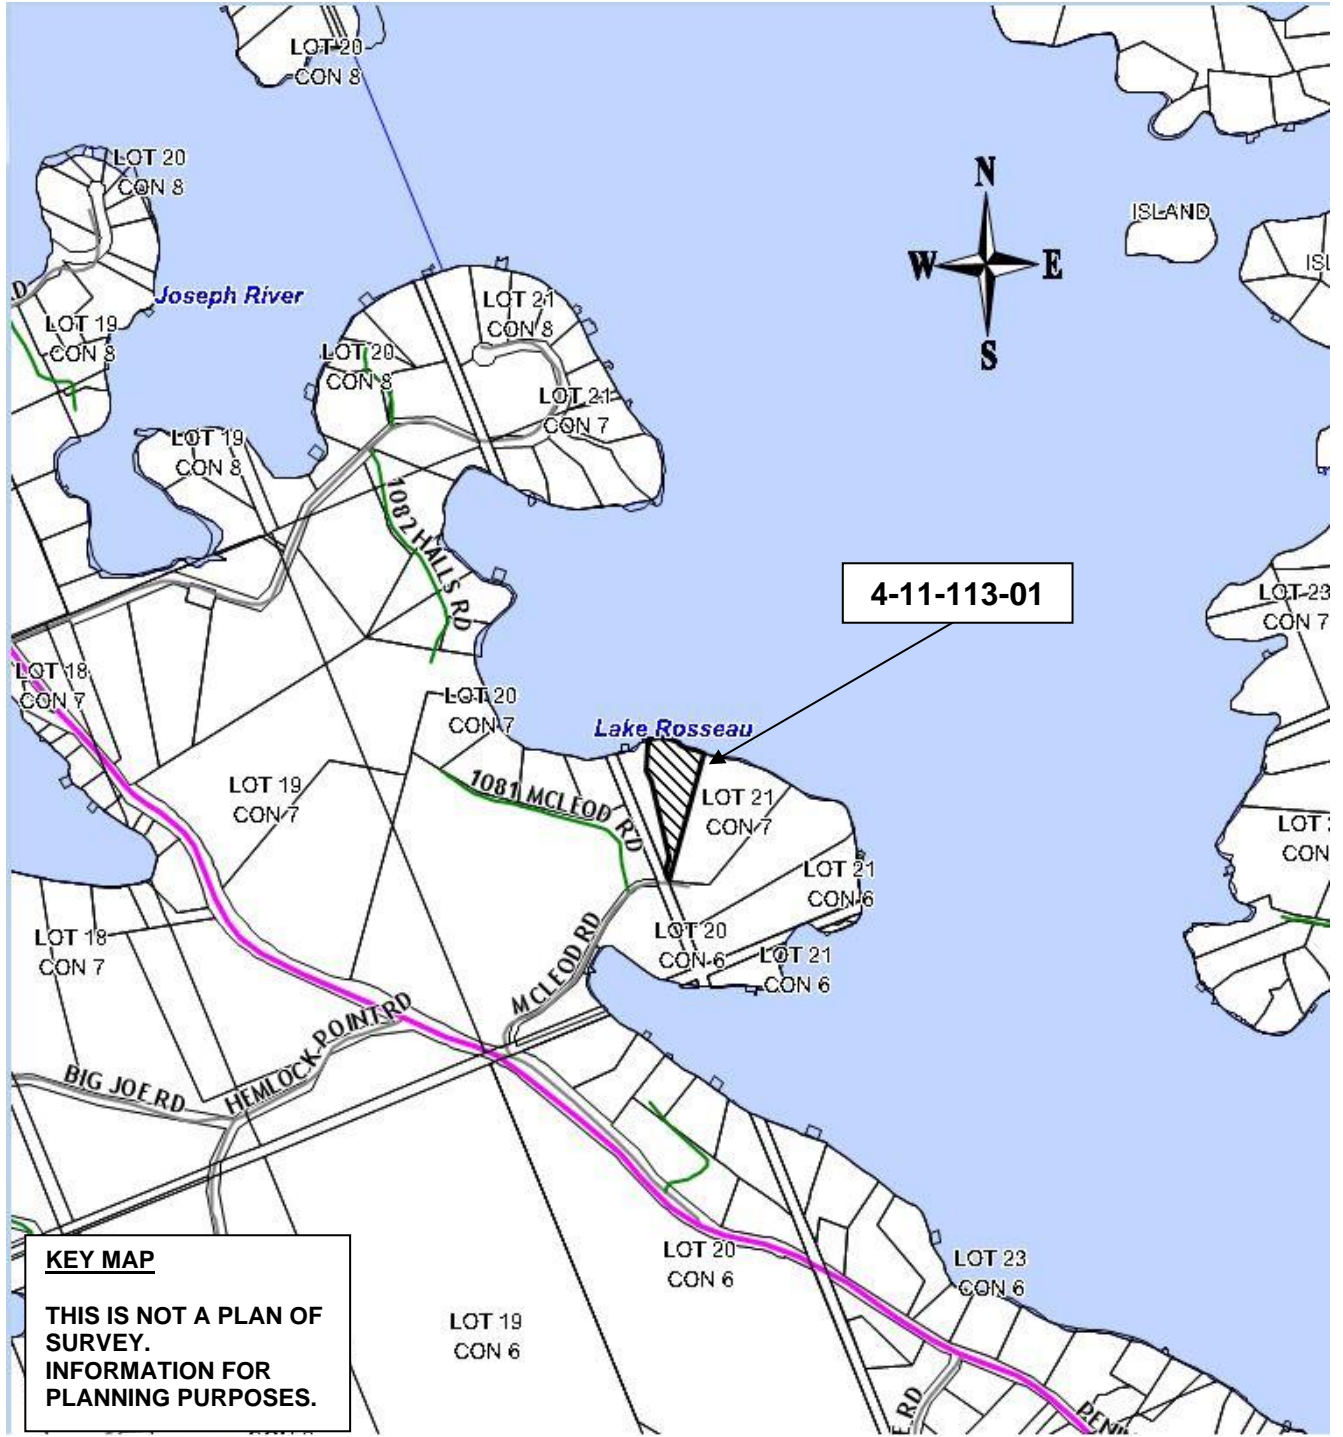 LOT 20
CON 8
LOT 20
CON 8
N
W
E
S
ISLAND
Joseph River
LOT 19
CON 8
LOT 21
CON 8
LOT 20
CON 8
LOT 21
CON 7
LOT 19
CON 8
1082 HALLS RD
4-11-113-01
LOT 23
CON 7
LOT 18
CON 7
LOT 20
CON 7
Lake Rosseau
LOT 19
CON 7
1081 MCLEOD RD
LOT 21
CON 7
LOT
CON
LOT 21
CON 6
LOT 18
CON 7
MCLEOD RD
LOT 20
CON 6
LOT 21
CON 6
HEMLOCK POINT RD
BIG JOE RD
LOT 20
CON 6
LOT 23
CON 6
LOT 19
CON 6
KEY MAP
THIS IS NOT A PLAN OF
SURVEY.
INFORMATION FOR
PLANNING PURPOSES.